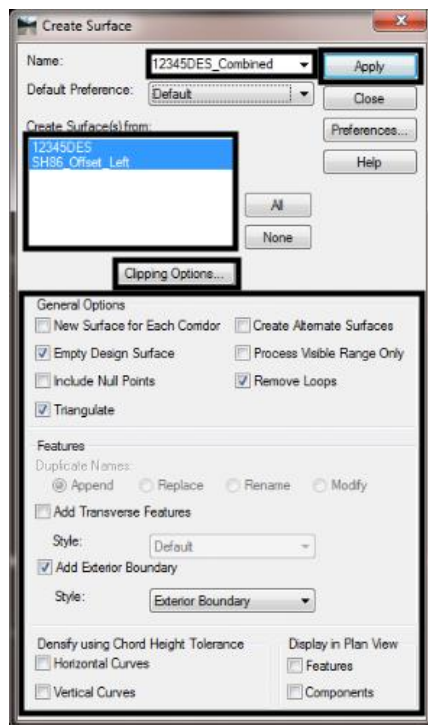 Create Surface
Name: 12345DES_Combined Apply
Default Preference: Default Close
Create Surface(s) from: Preferences...
12345DES
SH86_Offset_Left Help
All
None
Clipping Options...
General Options
New Surface for Each Corridor Create Alternate Surfaces
Empty Design Surface Process Visible Range Only
Include Null Points Remove Loops
Triangulate
Features
Duplicate Names:
Append Replace Rename Modify
Add Transverse Features
Style: Default
Add Exterior Boundary
Style: Exterior Boundary
Densify using Chord Height Tolerance Display in Plan View
Horizontal Curves Features
Vertical Curves Components